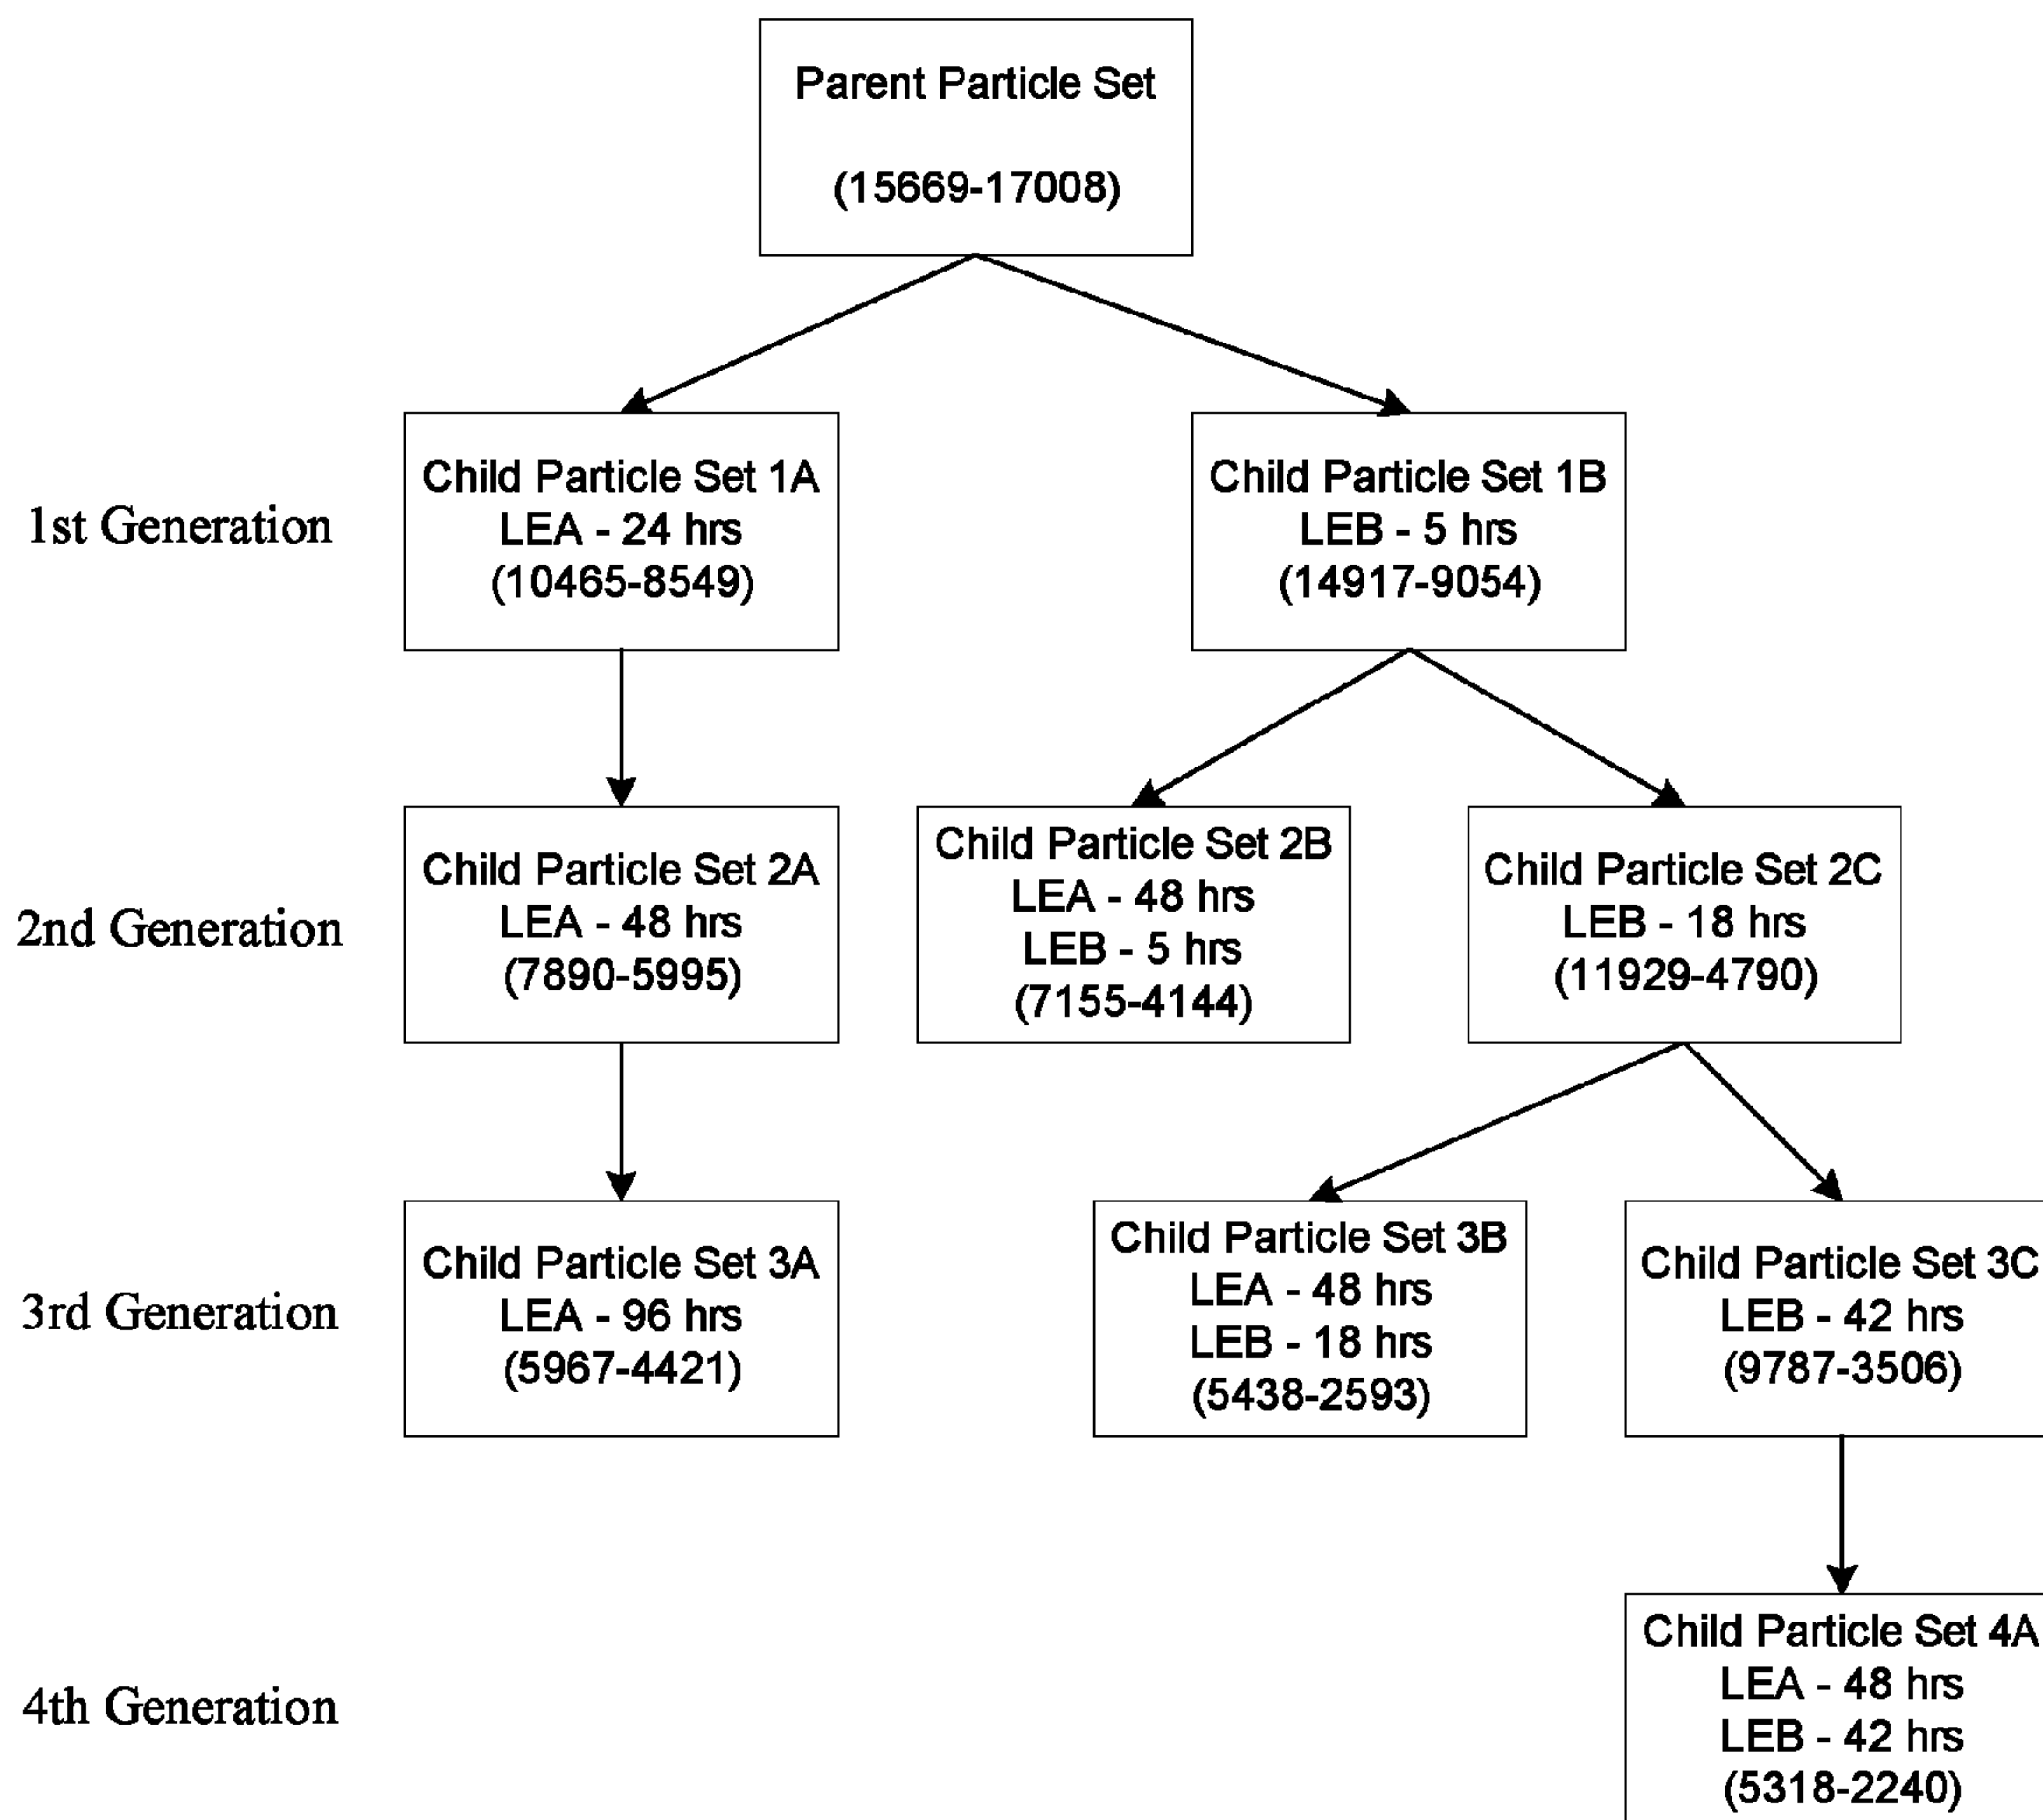 Parent Particle Set
(15669-17008)
1st Generation
Child Particle Set 1A
LEA - 24 hrs
(10465-8549)
Child Particle Set 1B
LEB - 5 hrs
(14917-9054)
2nd Generation
Child Particle Set 2A
LEA - 48 hrs
(7890-5995)
Child Particle Set 2B
LEA - 48 hrs
LEB - 5 hrs
(7155-4144)
Child Particle Set 2C
LEB - 18 hrs
(11929-4790)
3rd Generation
Child Particle Set 3A
LEA - 96 hrs
(5967-4421)
Child Particle Set 3B
LEA - 48 hrs
LEB - 18 hrs
(5438-2593)
Child Particle Set 3C
LEB - 42 hrs
(9787-3506)
4th Generation
Child Particle Set 4A
LEA - 48 hrs
LEB - 42 hrs
(5318-2240)